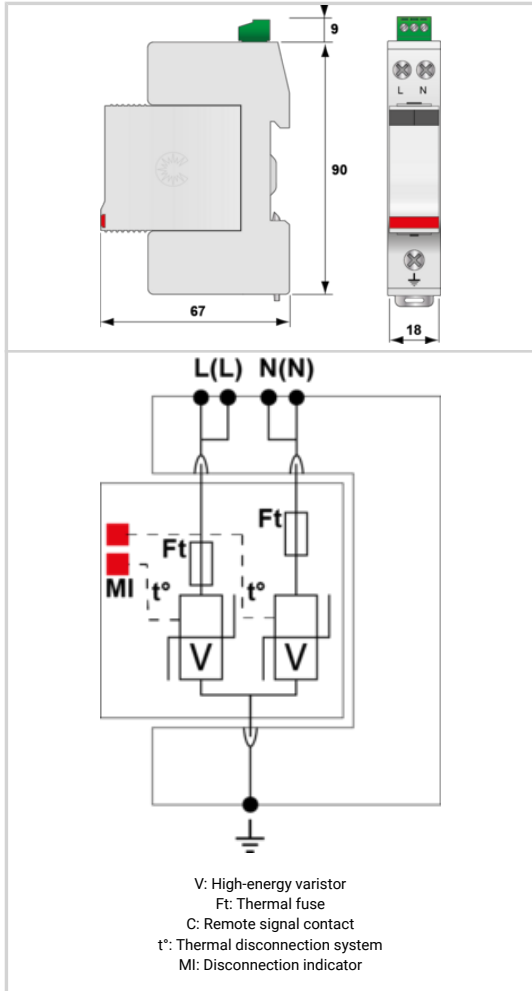 9
L N
90
67
18
L(L) N(N)
Ft
Ft
MI
t°
t°
V
V
V: High-energy varistor
Ft: Thermal fuse
C: Remote signal contact
t°: Thermal disconnection system
MI: Disconnection indicator